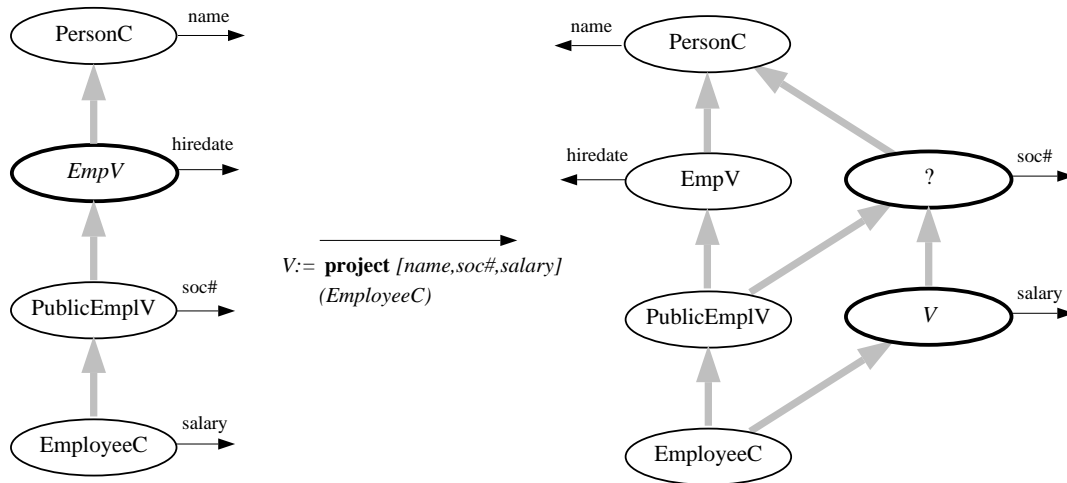 name
PersonC
hiredate
EmpV
soc#
PublicEmplV
salary
EmployeeC
V:= project [name,soc#,salary]
(EmployeeC)
name
PersonC
hiredate
EmpV
?
soc#
PublicEmplV
V
salary
EmployeeC